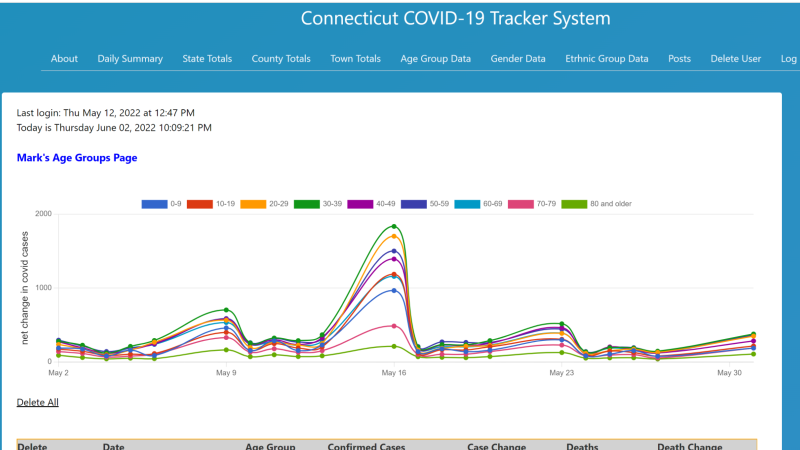 Connecticut COVID-19 Tracker System
About Daily Summary State Totals County Totals Town Totals Age Group Data Gender Data Etrhnic Group Data Posts Delete User Log
Last login: Thu May 12, 2022 at 12:47 PM
Today is Thursday June 02, 2022 10:09:21 PM
Mark's Age Groups Page
0-9 10-19 20-29 30-39 40-49 50-59 60-69 70-79 80 and older
net change in covid cases
2000
1000
0
May 2 May 9 May 16 May 23 May 30
Delete All
Delete Date Age Group Confirmed Cases Case Change Deaths Death Change